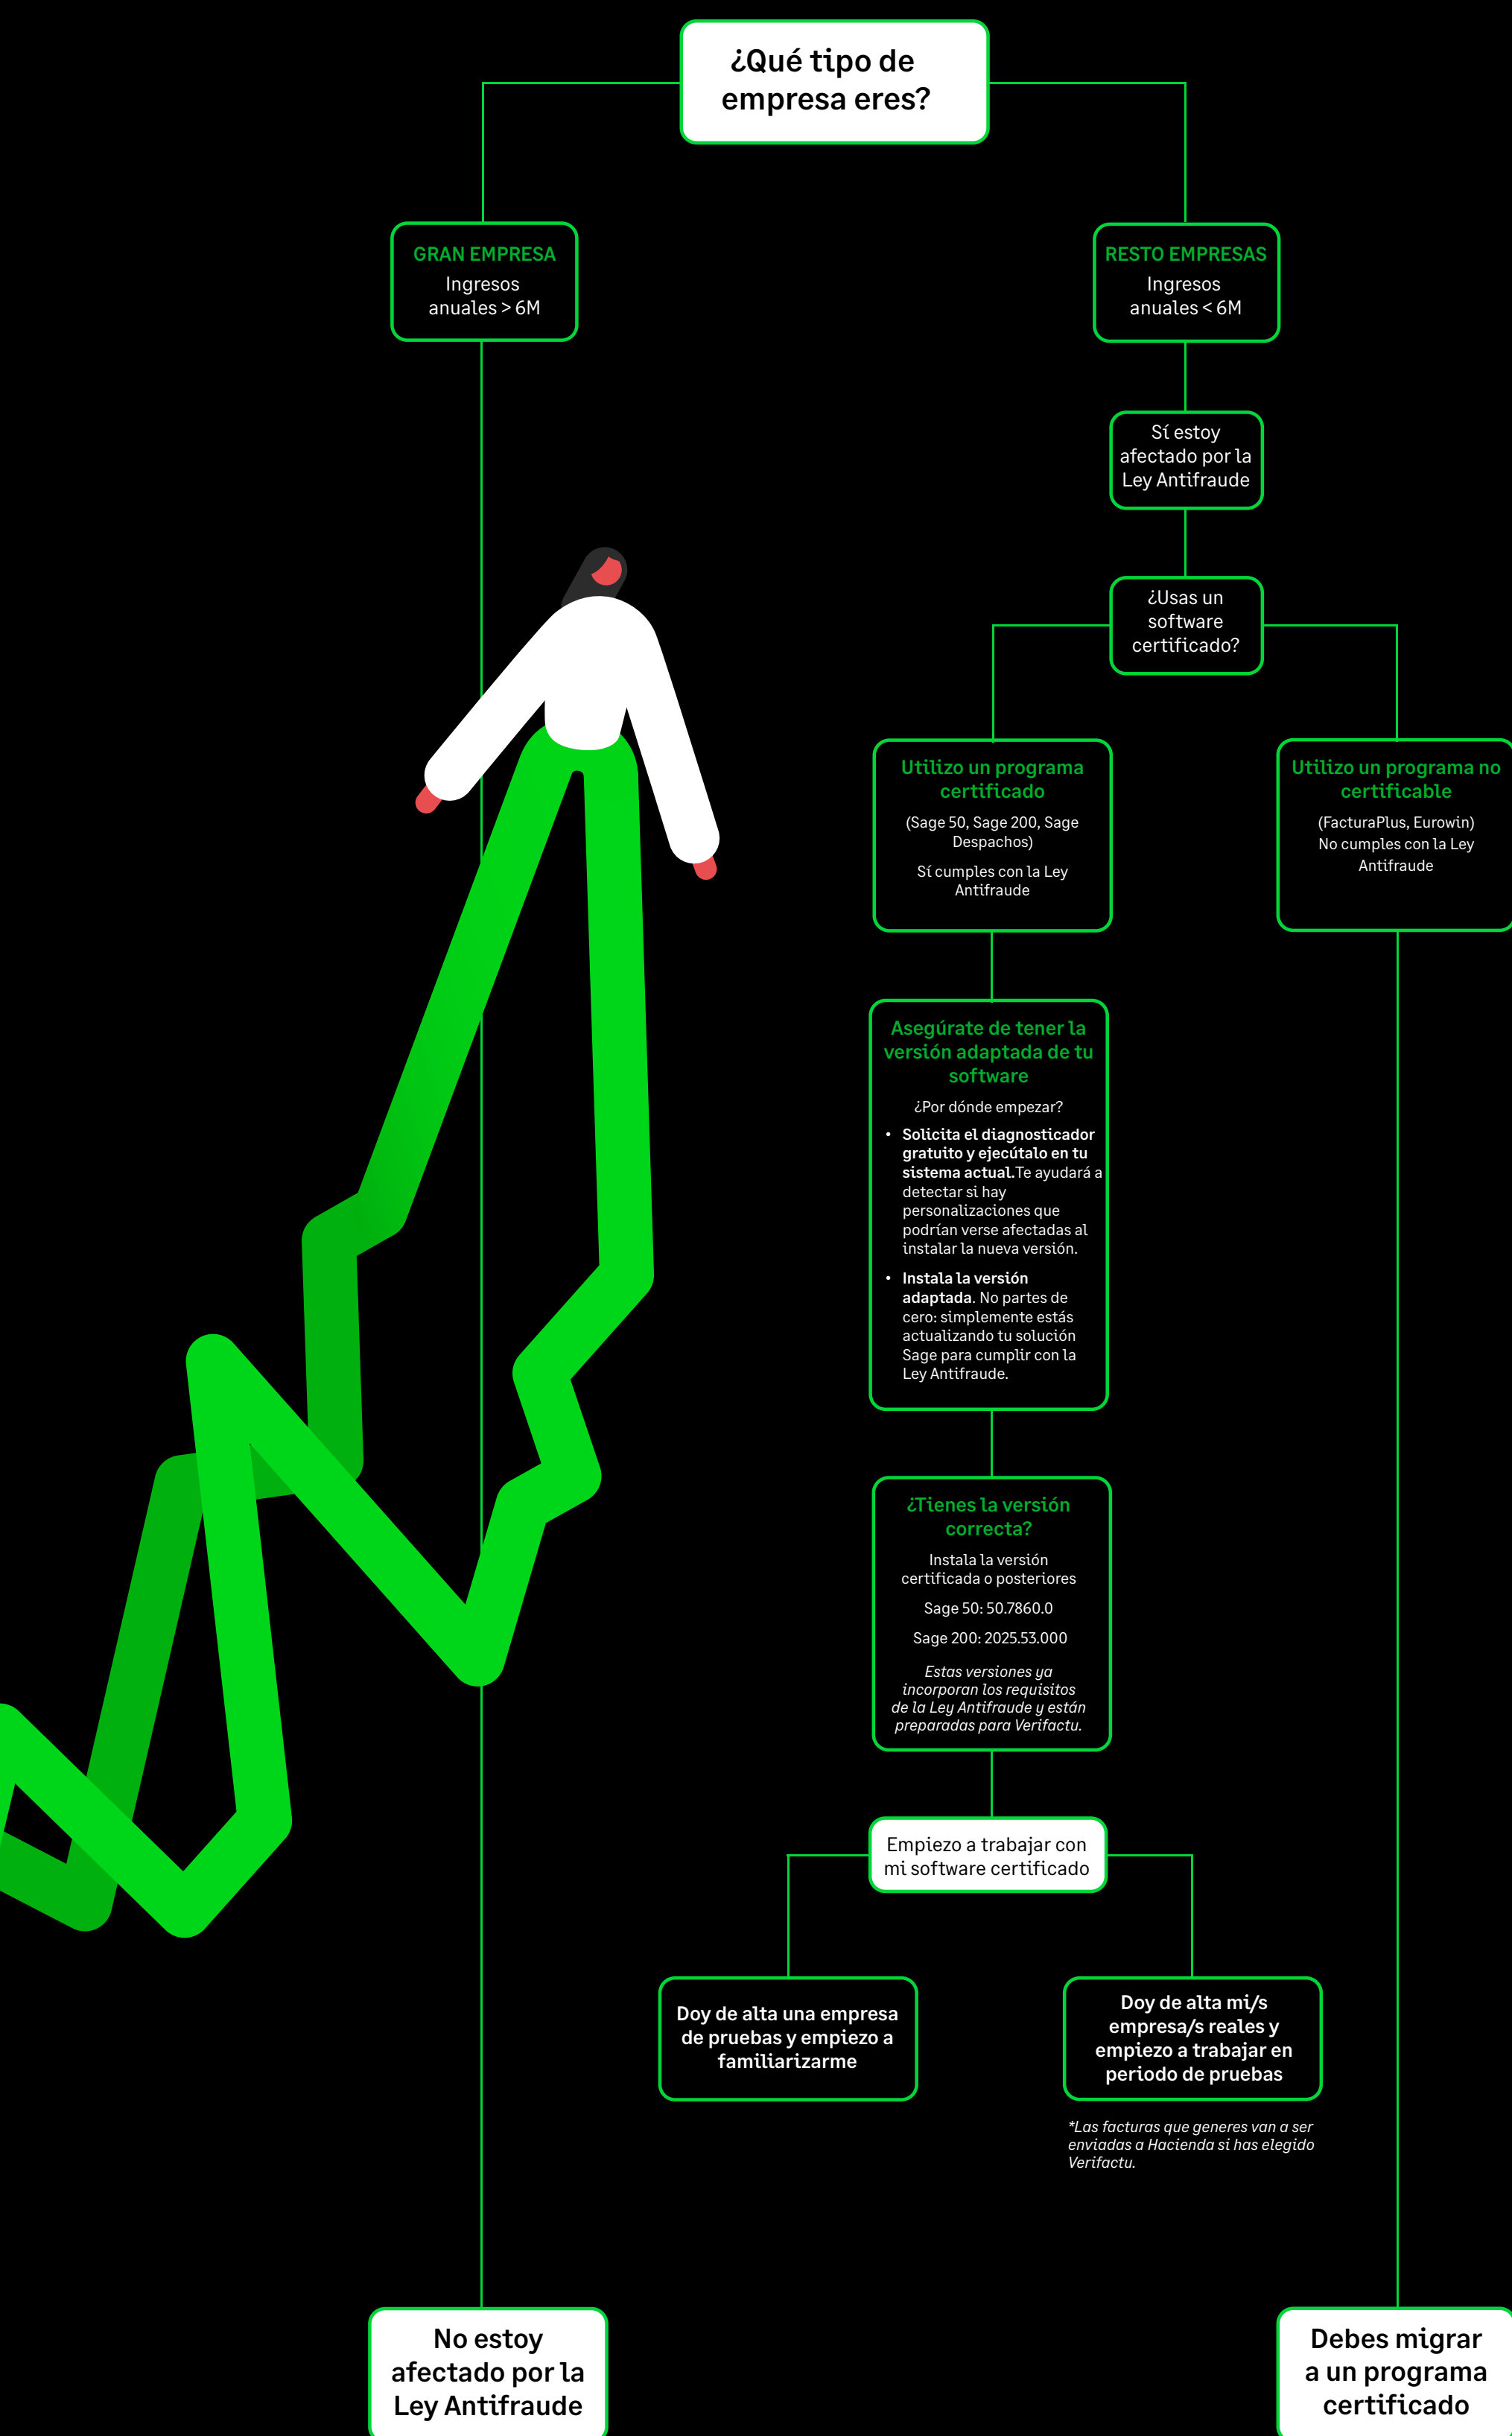 ¿Qué tipo de
empresa eres?
GRAN EMPRESA
Ingresos
anuales > 6M
RESTO EMPRESAS
Ingresos
anuales < 6M
Sí estoy
afectado por la
Ley Antifraude
¿Usas un
software
certificado?
Utilizo un programa
certificado
(Sage 50, Sage 200, Sage
Despachos)
Sí cumples con la Ley
Antifraude
Utilizo un programa no
certificable
(FacturaPlus, Eurowin)
No cumples con la Ley
Antifraude
Asegúrate de tener la
versión adaptada de tu
software
¿Por dónde empezar?
• Solicita el diagnosticador
gratuito y ejecútalo en tu
sistema actual.Te ayudará a
detectar si hay
personalizaciones que
podrían verse afectadas al
instalar la nueva versión.
• Instala la versión
adaptada. No partes de
cero: simplemente estás
actualizando tu solución
Sage para cumplir con la
Ley Antifraude.
¿Tienes la versión
correcta?
Instala la versión
certificada o posteriores
Sage 50: 50.7860.0
Sage 200: 2025.53.000
Estas versiones ya
incorporan los requisitos
de la Ley Antifraude y están
preparadas para Verifactu.
Empiezo a trabajar con
mi software certificado
Doy de alta una empresa
de pruebas y empiezo a
familiarizarme
Doy de alta mi/s
empresa/s reales y
empiezo a trabajar en
periodo de pruebas
*Las facturas que generes van a ser
enviadas a Hacienda si has elegido
Verifactu.
No estoy
afectado por la
Ley Antifraude
Debes migrar
a un programa
certificado